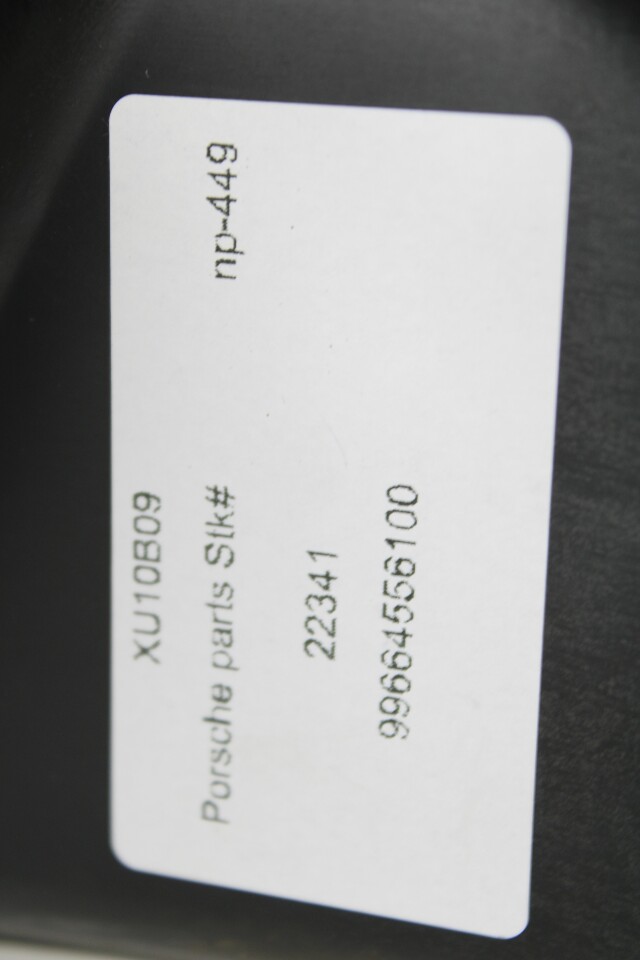 XU10B09
Porsche parts Stk# np-449
22341
99664556100